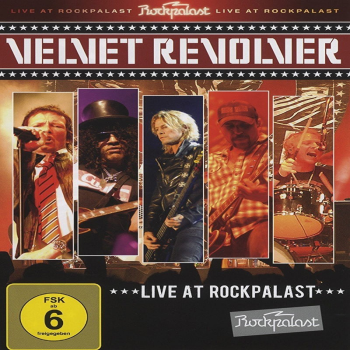 LIVE AT ROCKPALAST Rockpalast LIVE AT ROCKPALAST
VELVET REVOLVER
LIVE AT ROCKPALAST
FSK
ab
6
freigegeben
Rockpalast